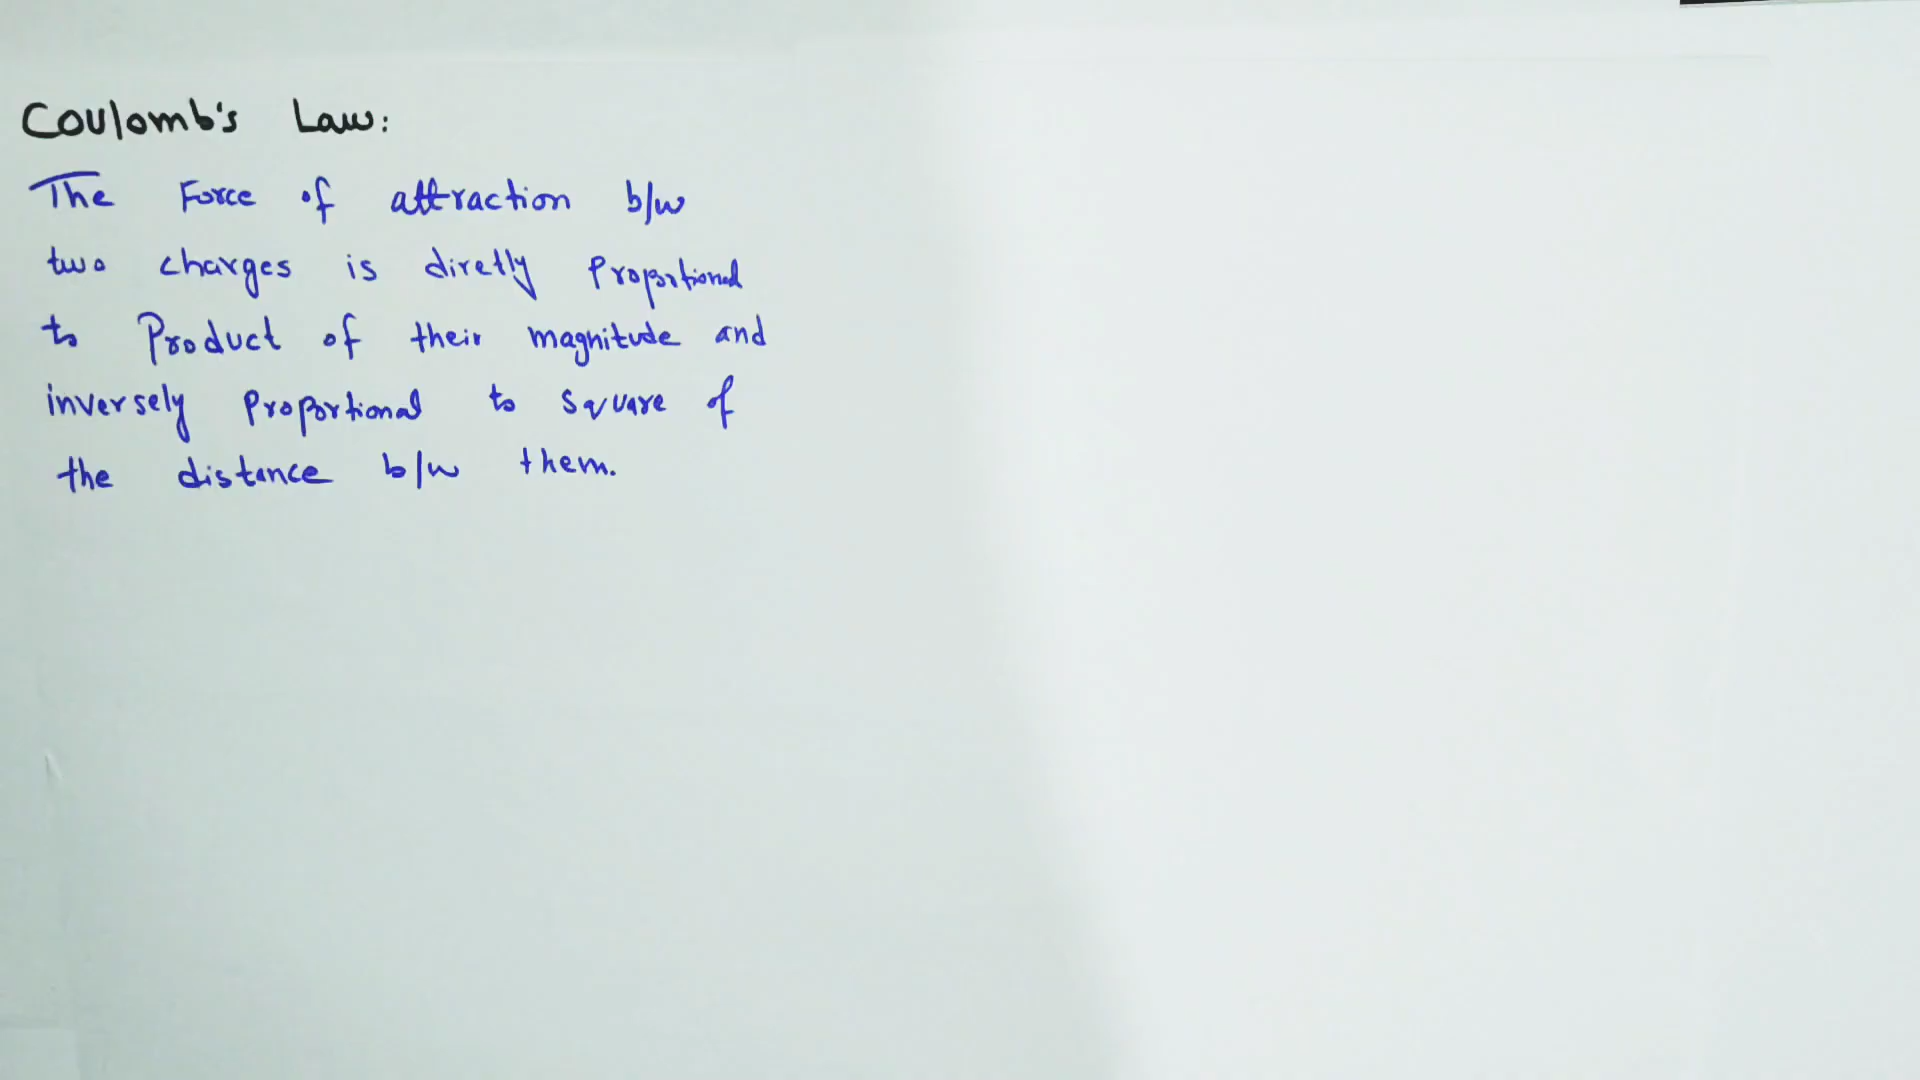 Coulomb's Law:
The Force of attraction b/w
two charges is diretly Proportional
to Product of their magnitude and
inversely Proportional to square of
the distance b/w them.